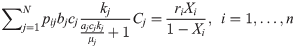 \sum_{j=1}^{N} p_{ij} b_j c_j \frac{k_j}{\frac{a_j c_j k_j}{\mu_j} + 1} C_j = \frac{r_i X_i}{1 - X_i}, \quad i = 1, \ldots, n